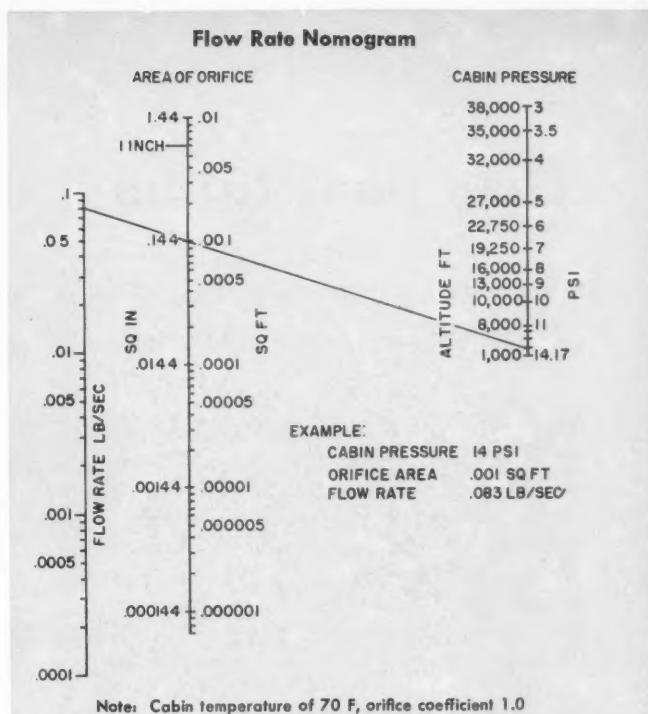 Flow Rate Nomogram
AREA OF ORIFICE
CABIN PRESSURE
1.44 .01
1 INCH
.005
.144 .001
.0005
.0144 .0001
.00005
.00144 .00001
.000005
.000144 .000001
SQ IN
SQ FT
.1
.05
.01
.005
.001
.0005
.0001
FLOW RATE LB/SEC
38,000 3
35,000 3.5
32,000 4
27,000 5
22,750 6
19,250 7
16,000 8
13,000 9
10,000 10
8,000 11
1,000 14.17
ALTITUDE FT
PSI
EXAMPLE:
CABIN PRESSURE 14 PSI
ORIFICE AREA .001 SQ FT
FLOW RATE .083 LB/SEC
Note: Cabin temperature of 70 F, orifice coefficient 1.0